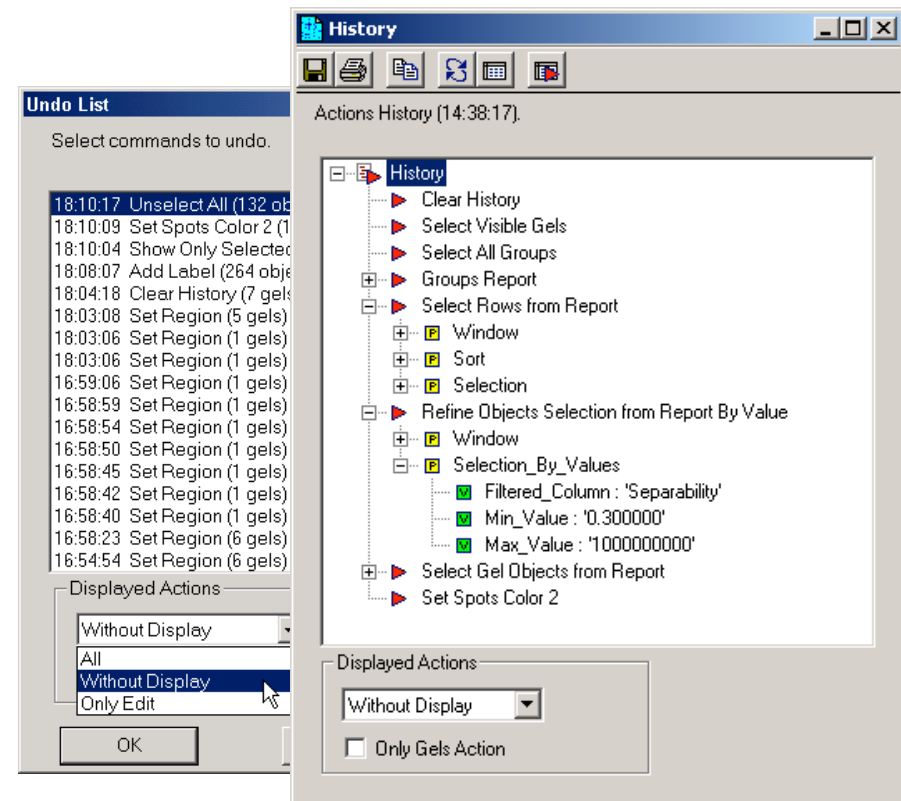 Undo List
Select commands to undo.
18:10:17 Unselect All (132 ob
18:10:09 Set Spots Color 2 (1
18:10:04 Show Only Selected
18:08:07 Add Label (264 obje
18:04:18 Clear History (7 gels
18:03:08 Set Region (5 gels)
18:03:06 Set Region (1 gels)
18:03:06 Set Region (1 gels)
16:59:06 Set Region (1 gels)
16:58:59 Set Region (1 gels)
16:58:54 Set Region (1 gels)
16:58:50 Set Region (1 gels)
16:58:45 Set Region (1 gels)
16:58:42 Set Region (1 gels)
16:58:40 Set Region (1 gels)
16:58:23 Set Region (6 gels)
16:54:54 Set Region (6 gels)
Displayed Actions
Without Display
All
Without Display
Only Edit
OK
History
Actions History (14:38:17).
History
Clear History
Select Visible Gels
Select All Groups
Groups Report
Select Rows from Report
P Window
P Sort
P Selection
Refine Objects Selection from Report By Value
P Window
P Selection_By_Values
V Filtered_Column : 'Separability'
V Min_Value : '0.300000'
V Max_Value : '1000000000'
Select Gel Objects from Report
Set Spots Color 2
Displayed Actions
Without Display
Only Gels Action